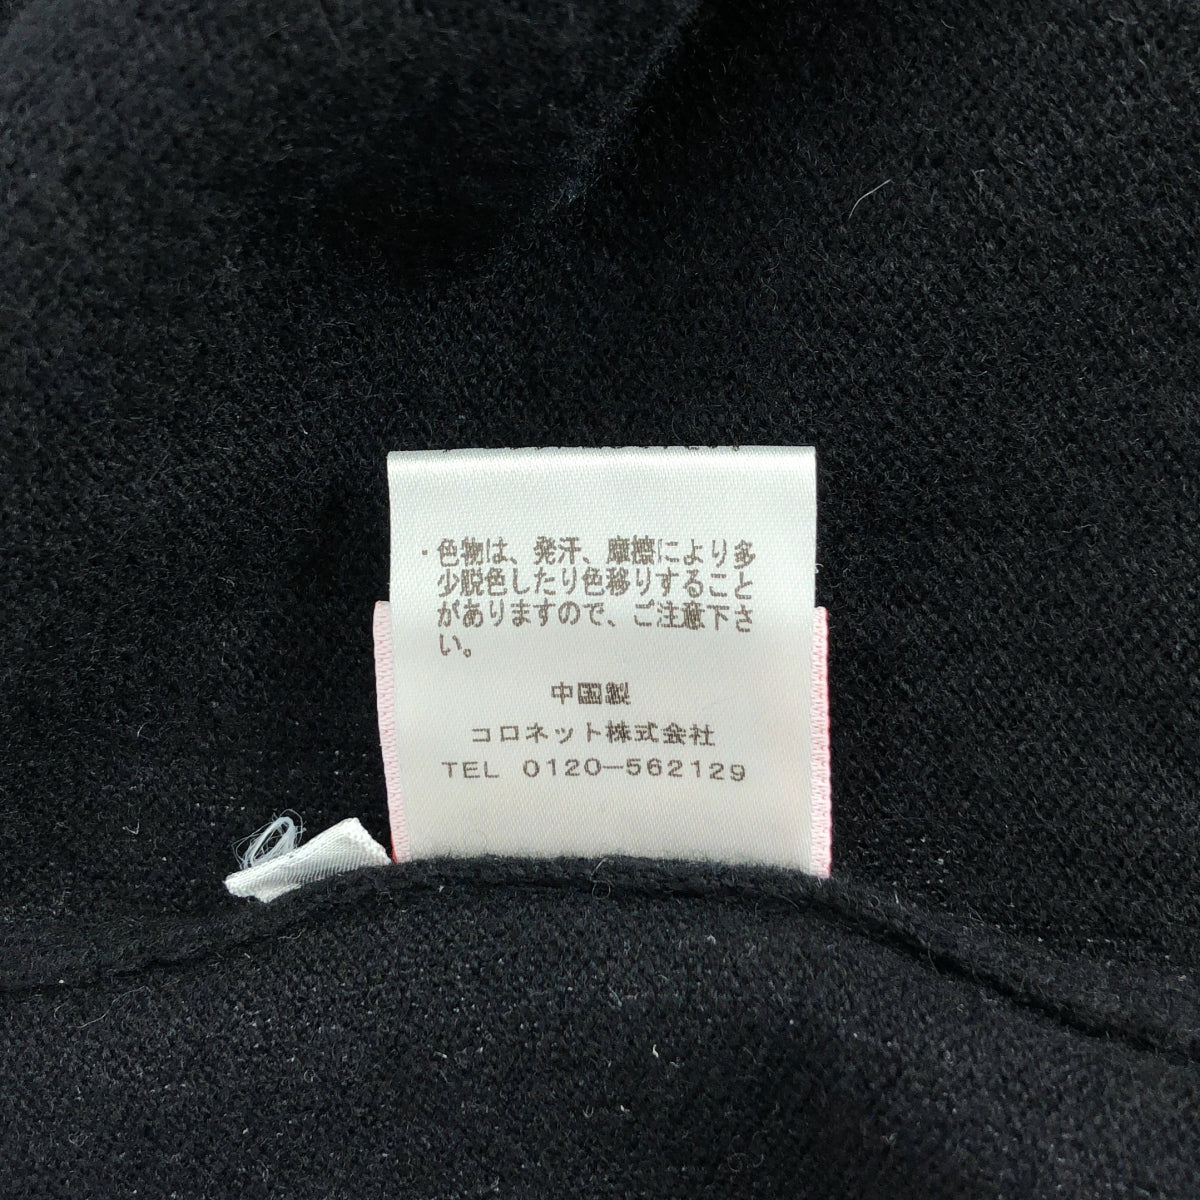 ・色物は、発汗、摩擦により多
少脱色したり色移りすること
がありますので、ご注意下さ
い。
中国製
コロネット株式会社
TEL 0120-562129